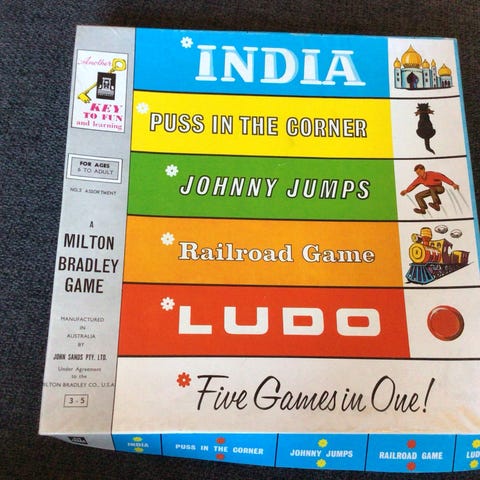 Another
KEY
TO FUN
and learning
FOR AGES
6 TO ADULT
NO.2 ASSORTMENT
A
MILTON
BRADLEY
GAME
MANUFACTURED
IN
AUSTRALIA
BY
JOHN SANDS PTY. LTD.
Under Agreement
to the
MILTON BRADLEY CO., U.S.A.
3 - 5
INDIA
PUSS IN THE CORNER
JOHNNY JUMPS
Railroad Game
LUDO
Five Games in One!
INDIA
PUSS IN THE CORNER
JOHNNY JUMPS
RAILROAD GAME
LUD